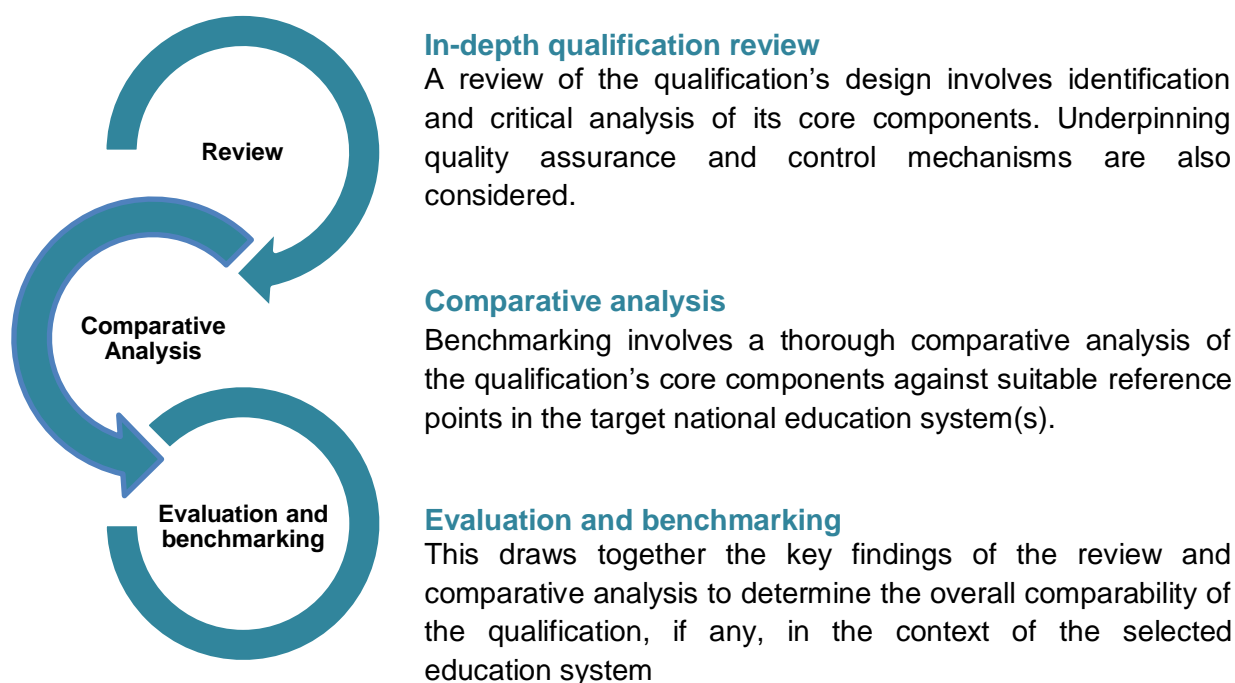 Review
In-depth qualification review
A review of the qualification’s design involves identification
and critical analysis of its core components. Underpinning
quality assurance and control mechanisms are also
considered.
Comparative
Analysis
Comparative analysis
Benchmarking involves a thorough comparative analysis of
the qualification’s core components against suitable reference
points in the target national education system(s).
Evaluation and
benchmarking
Evaluation and benchmarking
This draws together the key findings of the review and
comparative analysis to determine the overall comparability of
the qualification, if any, in the context of the selected
education system